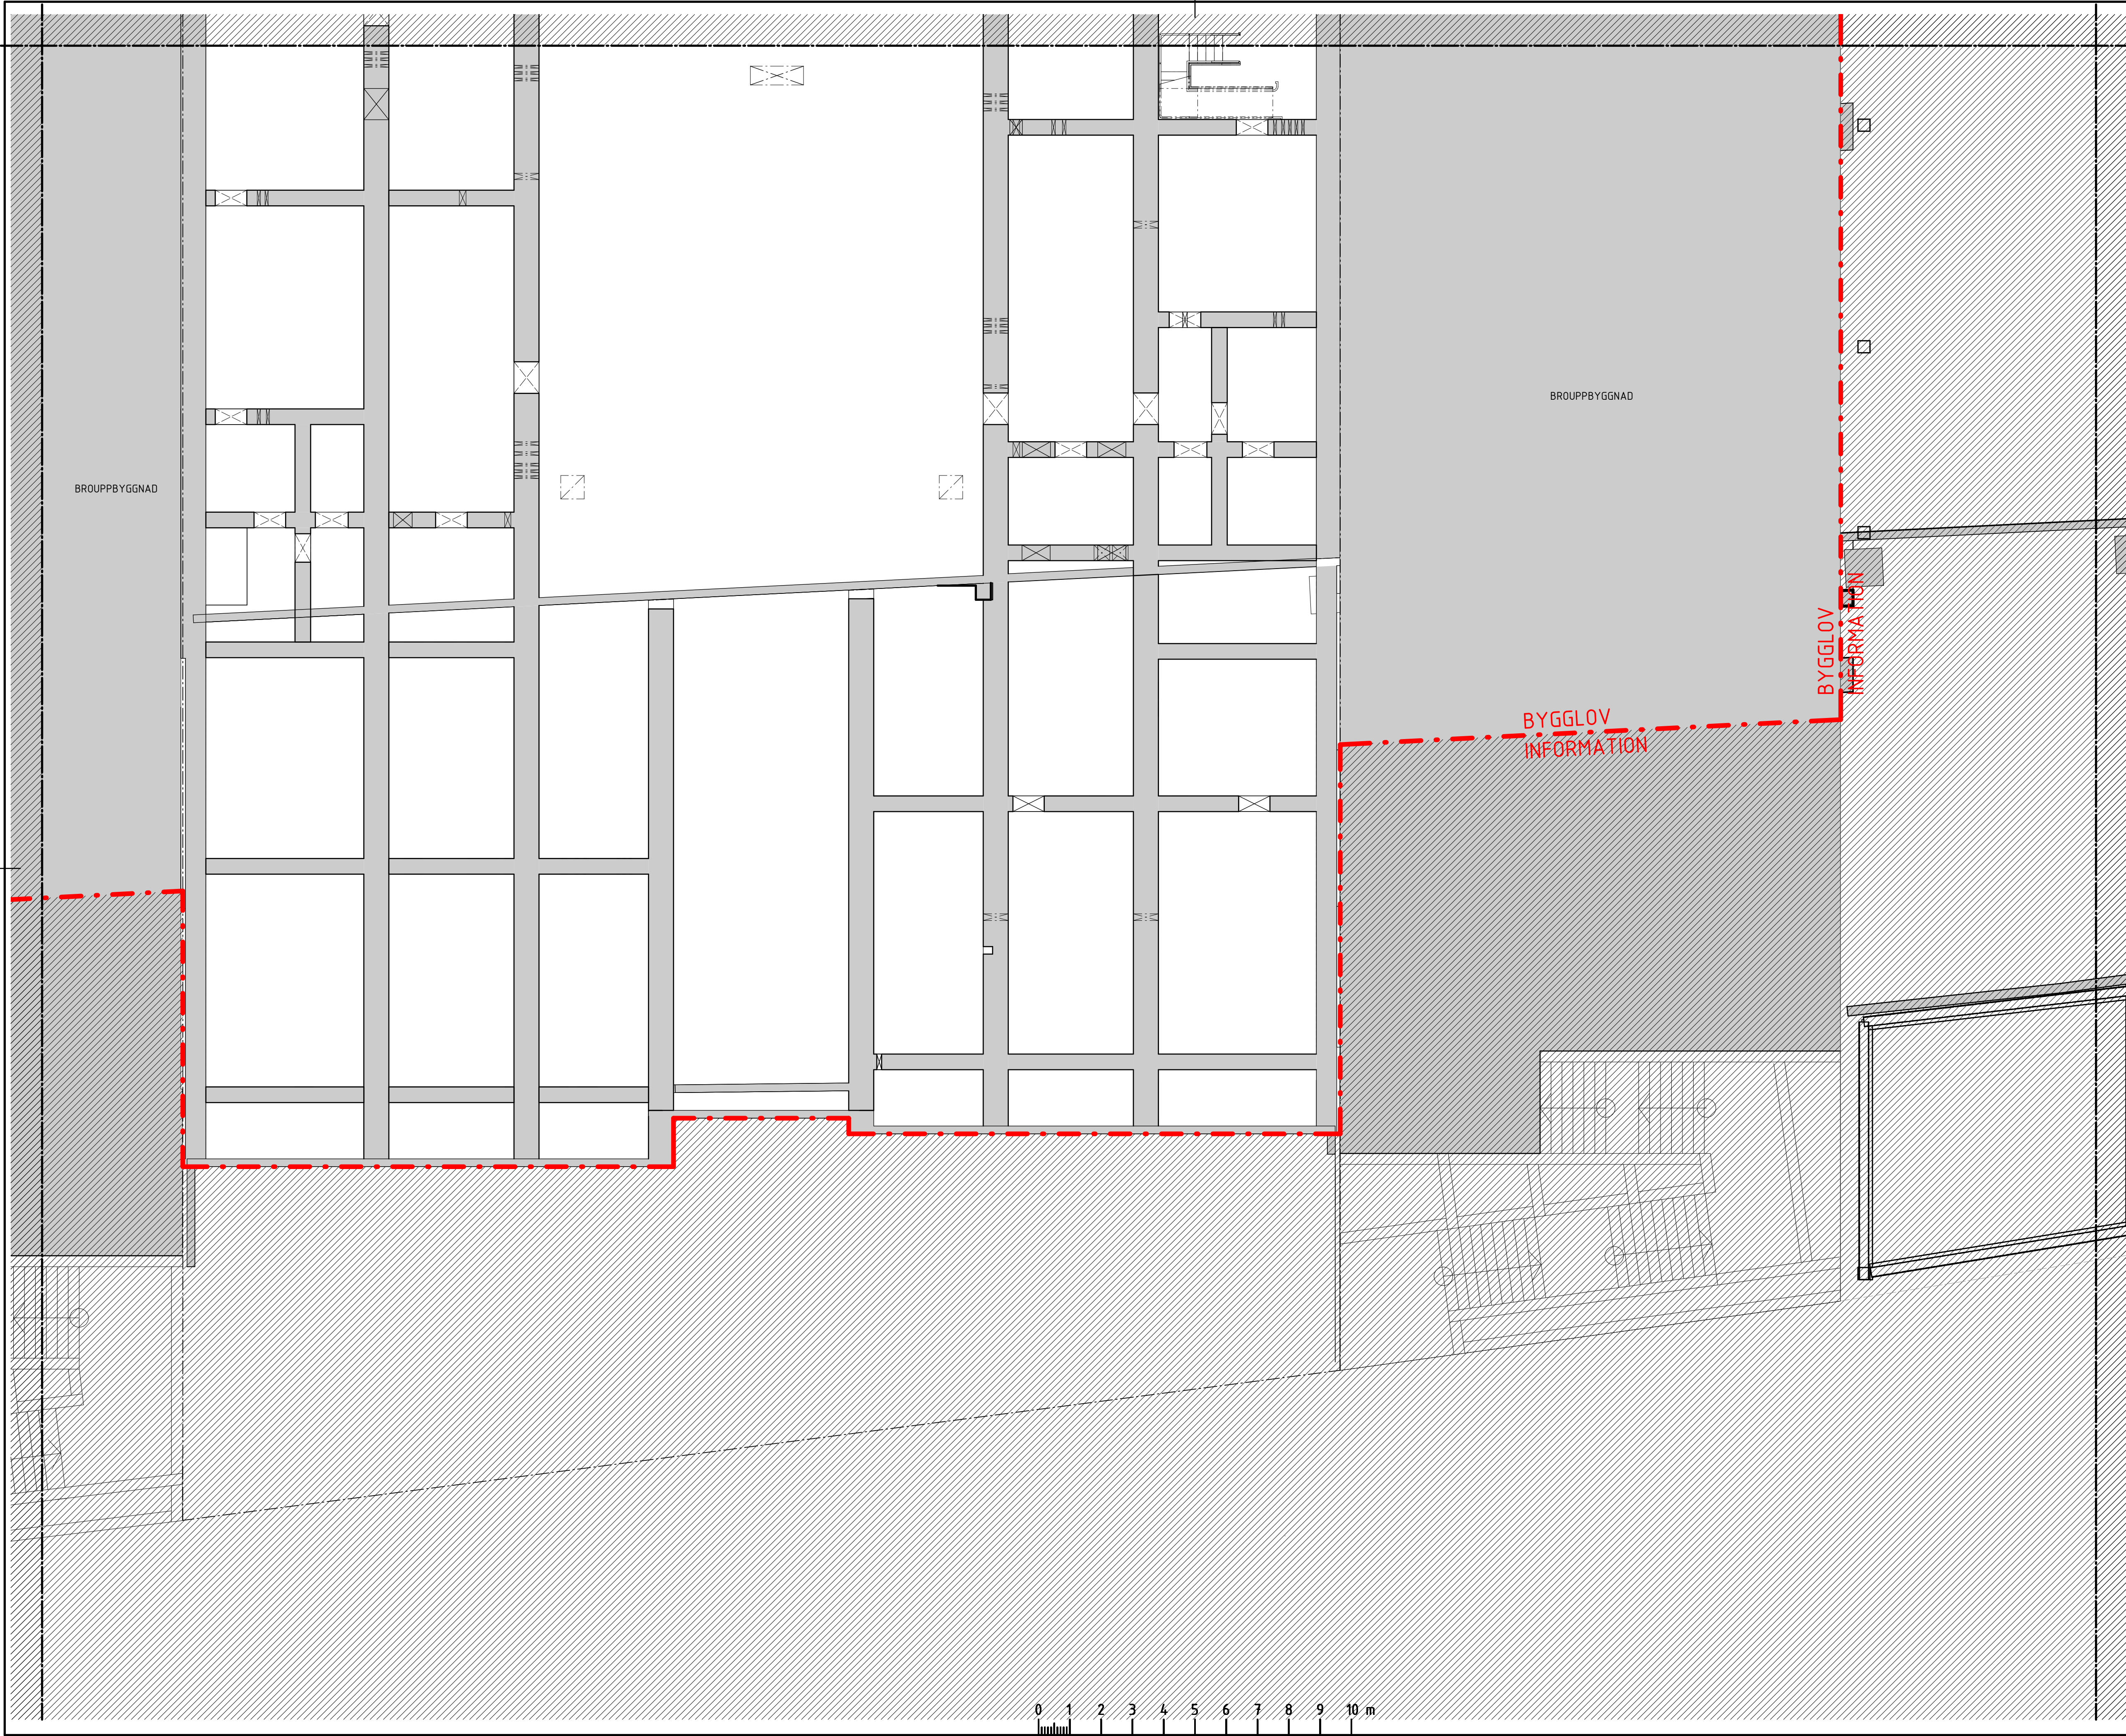 BROUPPBYGGNAD
BROUPPBYGGNAD
BYGGLOV
INFORMATION
BYGGLOV
INFORMATION
0 1 2 3 4 5 6 7 8 9 10 m